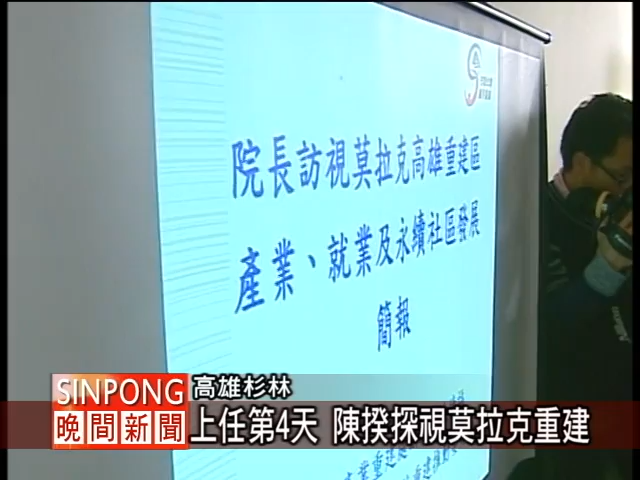 院長訪視莫拉克高雄重建區
產業、就業及永續社區發展
簡報
高雄杉林
SINPONG
晚間新聞
上任第4天 陳揆探視莫拉克重建